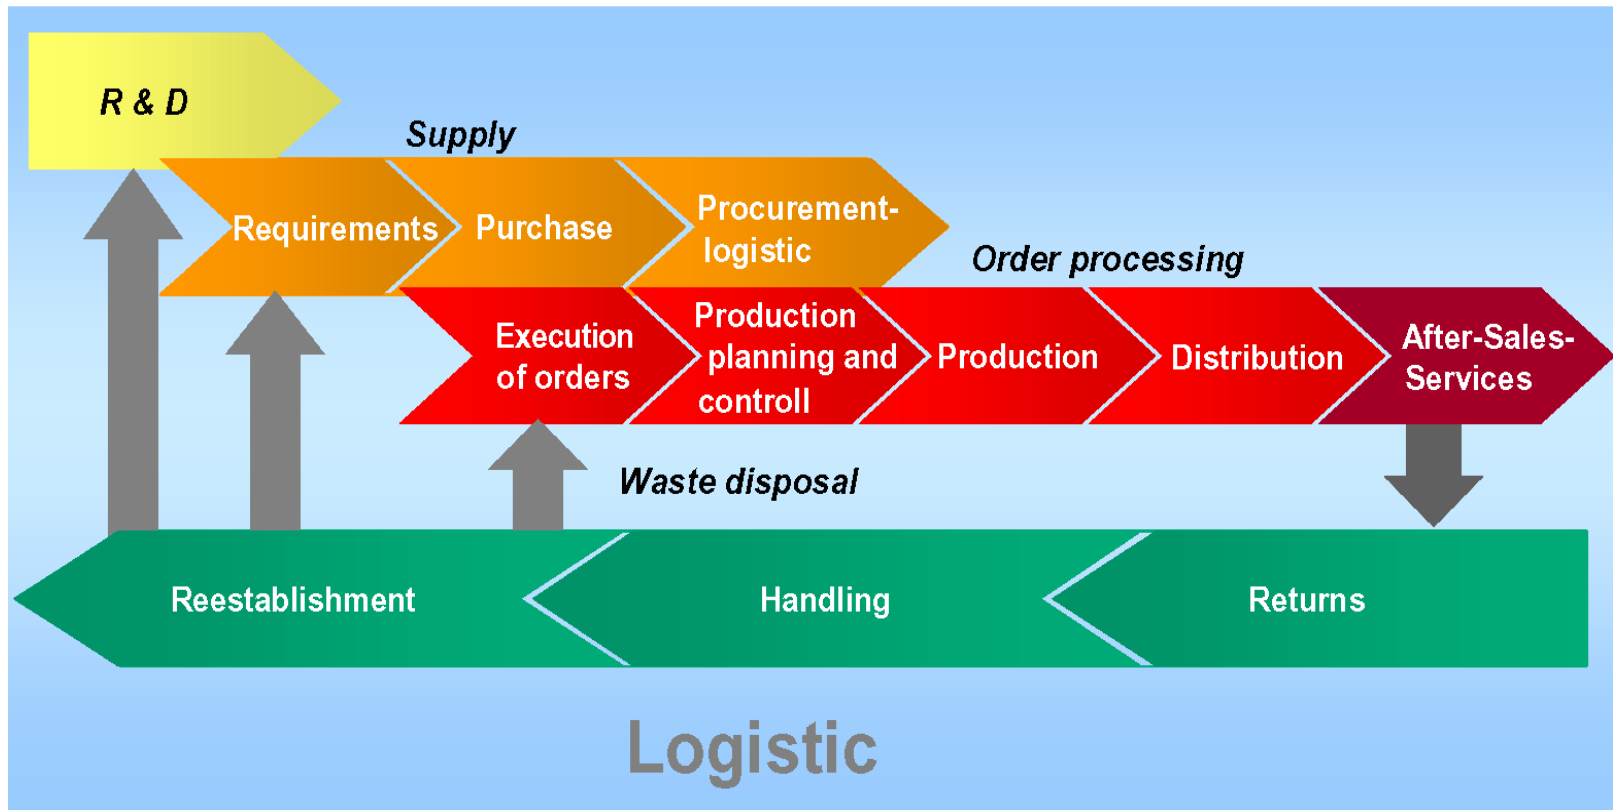 R & D
Supply
Requirements
Purchase
Procurement-
logistic
Order processing
Execution
of orders
Production
planning and
controll
Production
Distribution
After-Sales-
Services
Waste disposal
Reestablishment
Handling
Returns
Logistic